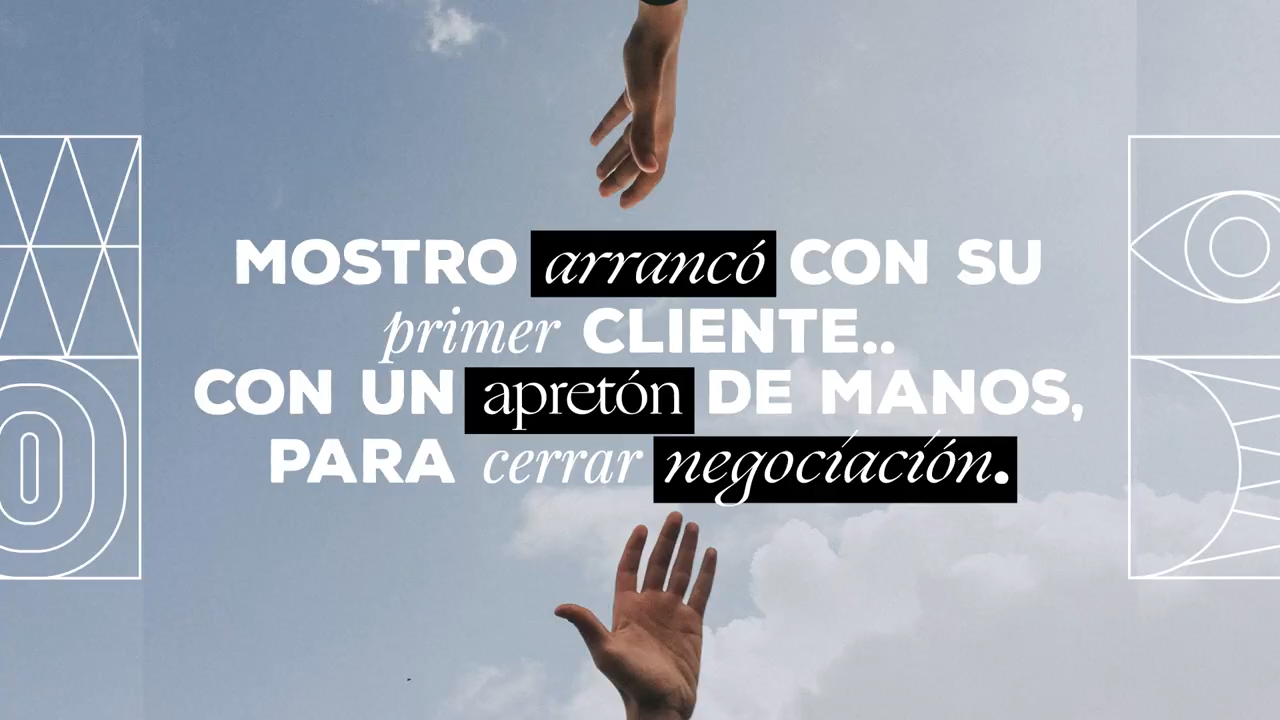 MOSTRO arrancó CON SU
primer CLIENTE..
CON UN apretón DE MANOS,
PARA cerrar negociación.